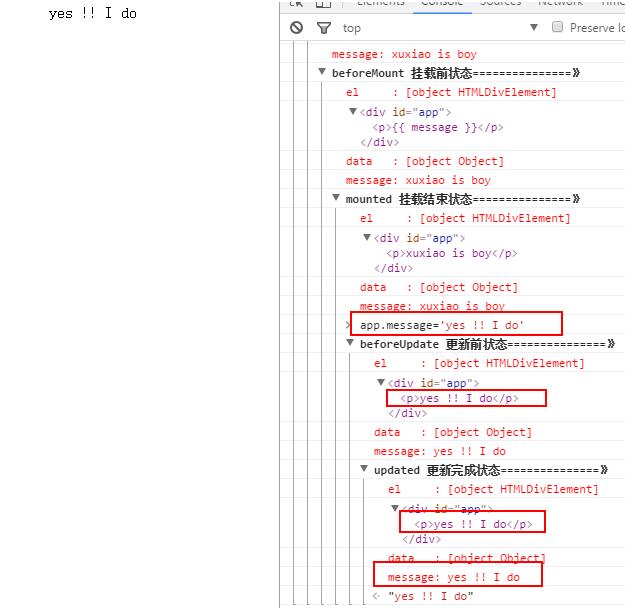 yes !! I do
Elements Console Sources Network
top Preserve lo
message: xuxiao is boy
beforeMount 挂载前状态===============》
el : [object HTMLDivElement]
<div id="app">
<p>{{ message }}</p>
</div>
data : [object Object]
message: xuxiao is boy
mounted 挂载结束状态===============》
el : [object HTMLDivElement]
<div id="app">
<p>xuxiao is boy</p>
</div>
data : [object Object]
message: xuxiao is boy
> app.message='yes !! I do'
beforeUpdate 更新前状态===============》
el : [object HTMLDivElement]
<div id="app">
<p>yes !! I do</p>
</div>
data : [object Object]
message: yes !! I do
updated 更新完成状态===============》
el : [object HTMLDivElement]
<div id="app">
<p>yes !! I do</p>
</div>
data : [object Object]
message: yes !! I do
< "yes !! I do"